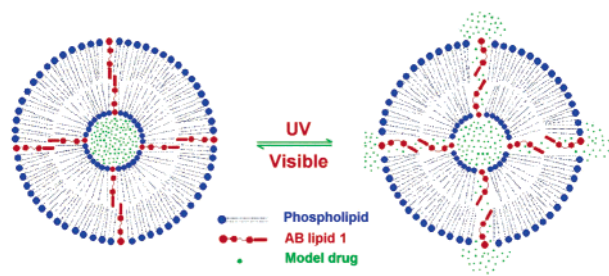 UV
Visible
Phospholipid
AB lipid 1
Model drug